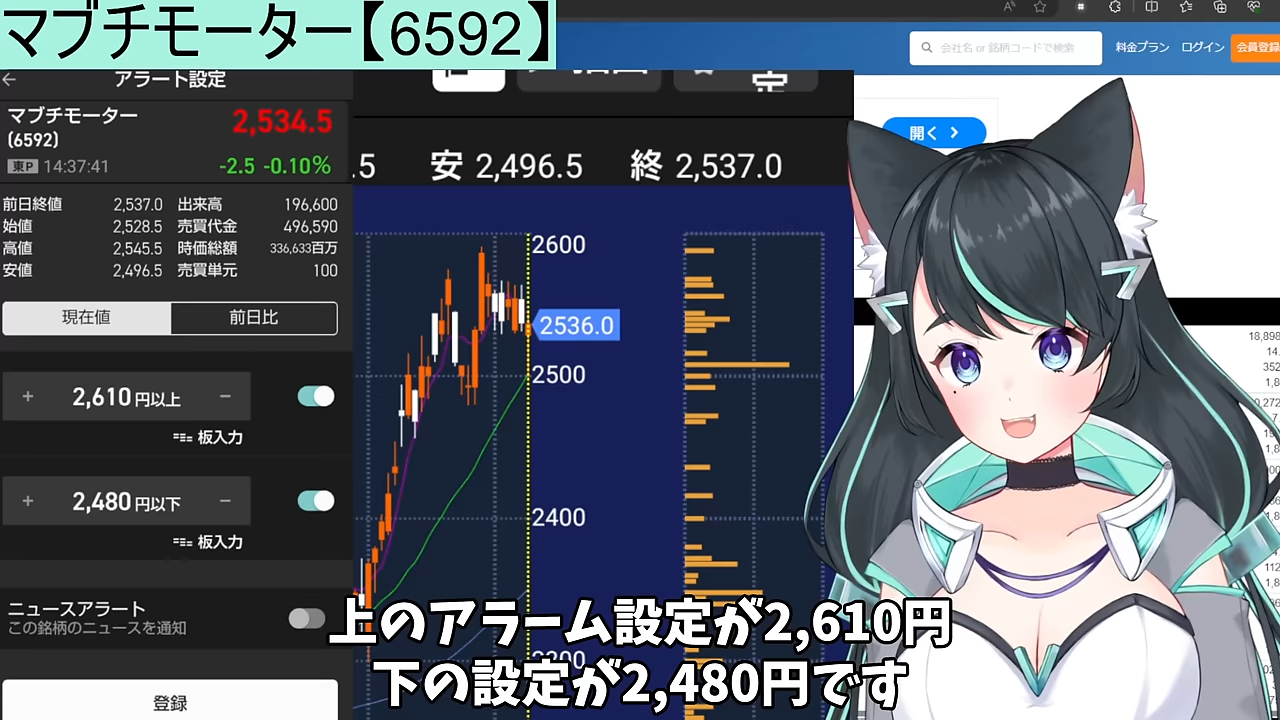 マブチモーター【6592】
会社名 or 銘柄コードで検索
料金プラン
ログイン
会員登録
アラート設定
マブチモーター
(6592)
2,534.5
東P 14:37:41
-2.5 -0.10%
.5 安 2,496.5 終 2,537.0
開く
前日終値 2,537.0 出来高 196,600
始値 2,528.5 売買代金 496,590
高値 2,545.5 時価総額 336,633百万
安値 2,496.5 売買単元 100
現在値 前日比
2600
2536.0
2500
2400
2,610 円以上
板入力
2,480 円以下
板入力
ニュースアラート
この銘柄のニュースを通知
登録
上のアラーム設定が2,610円
下の設定が2,480円です